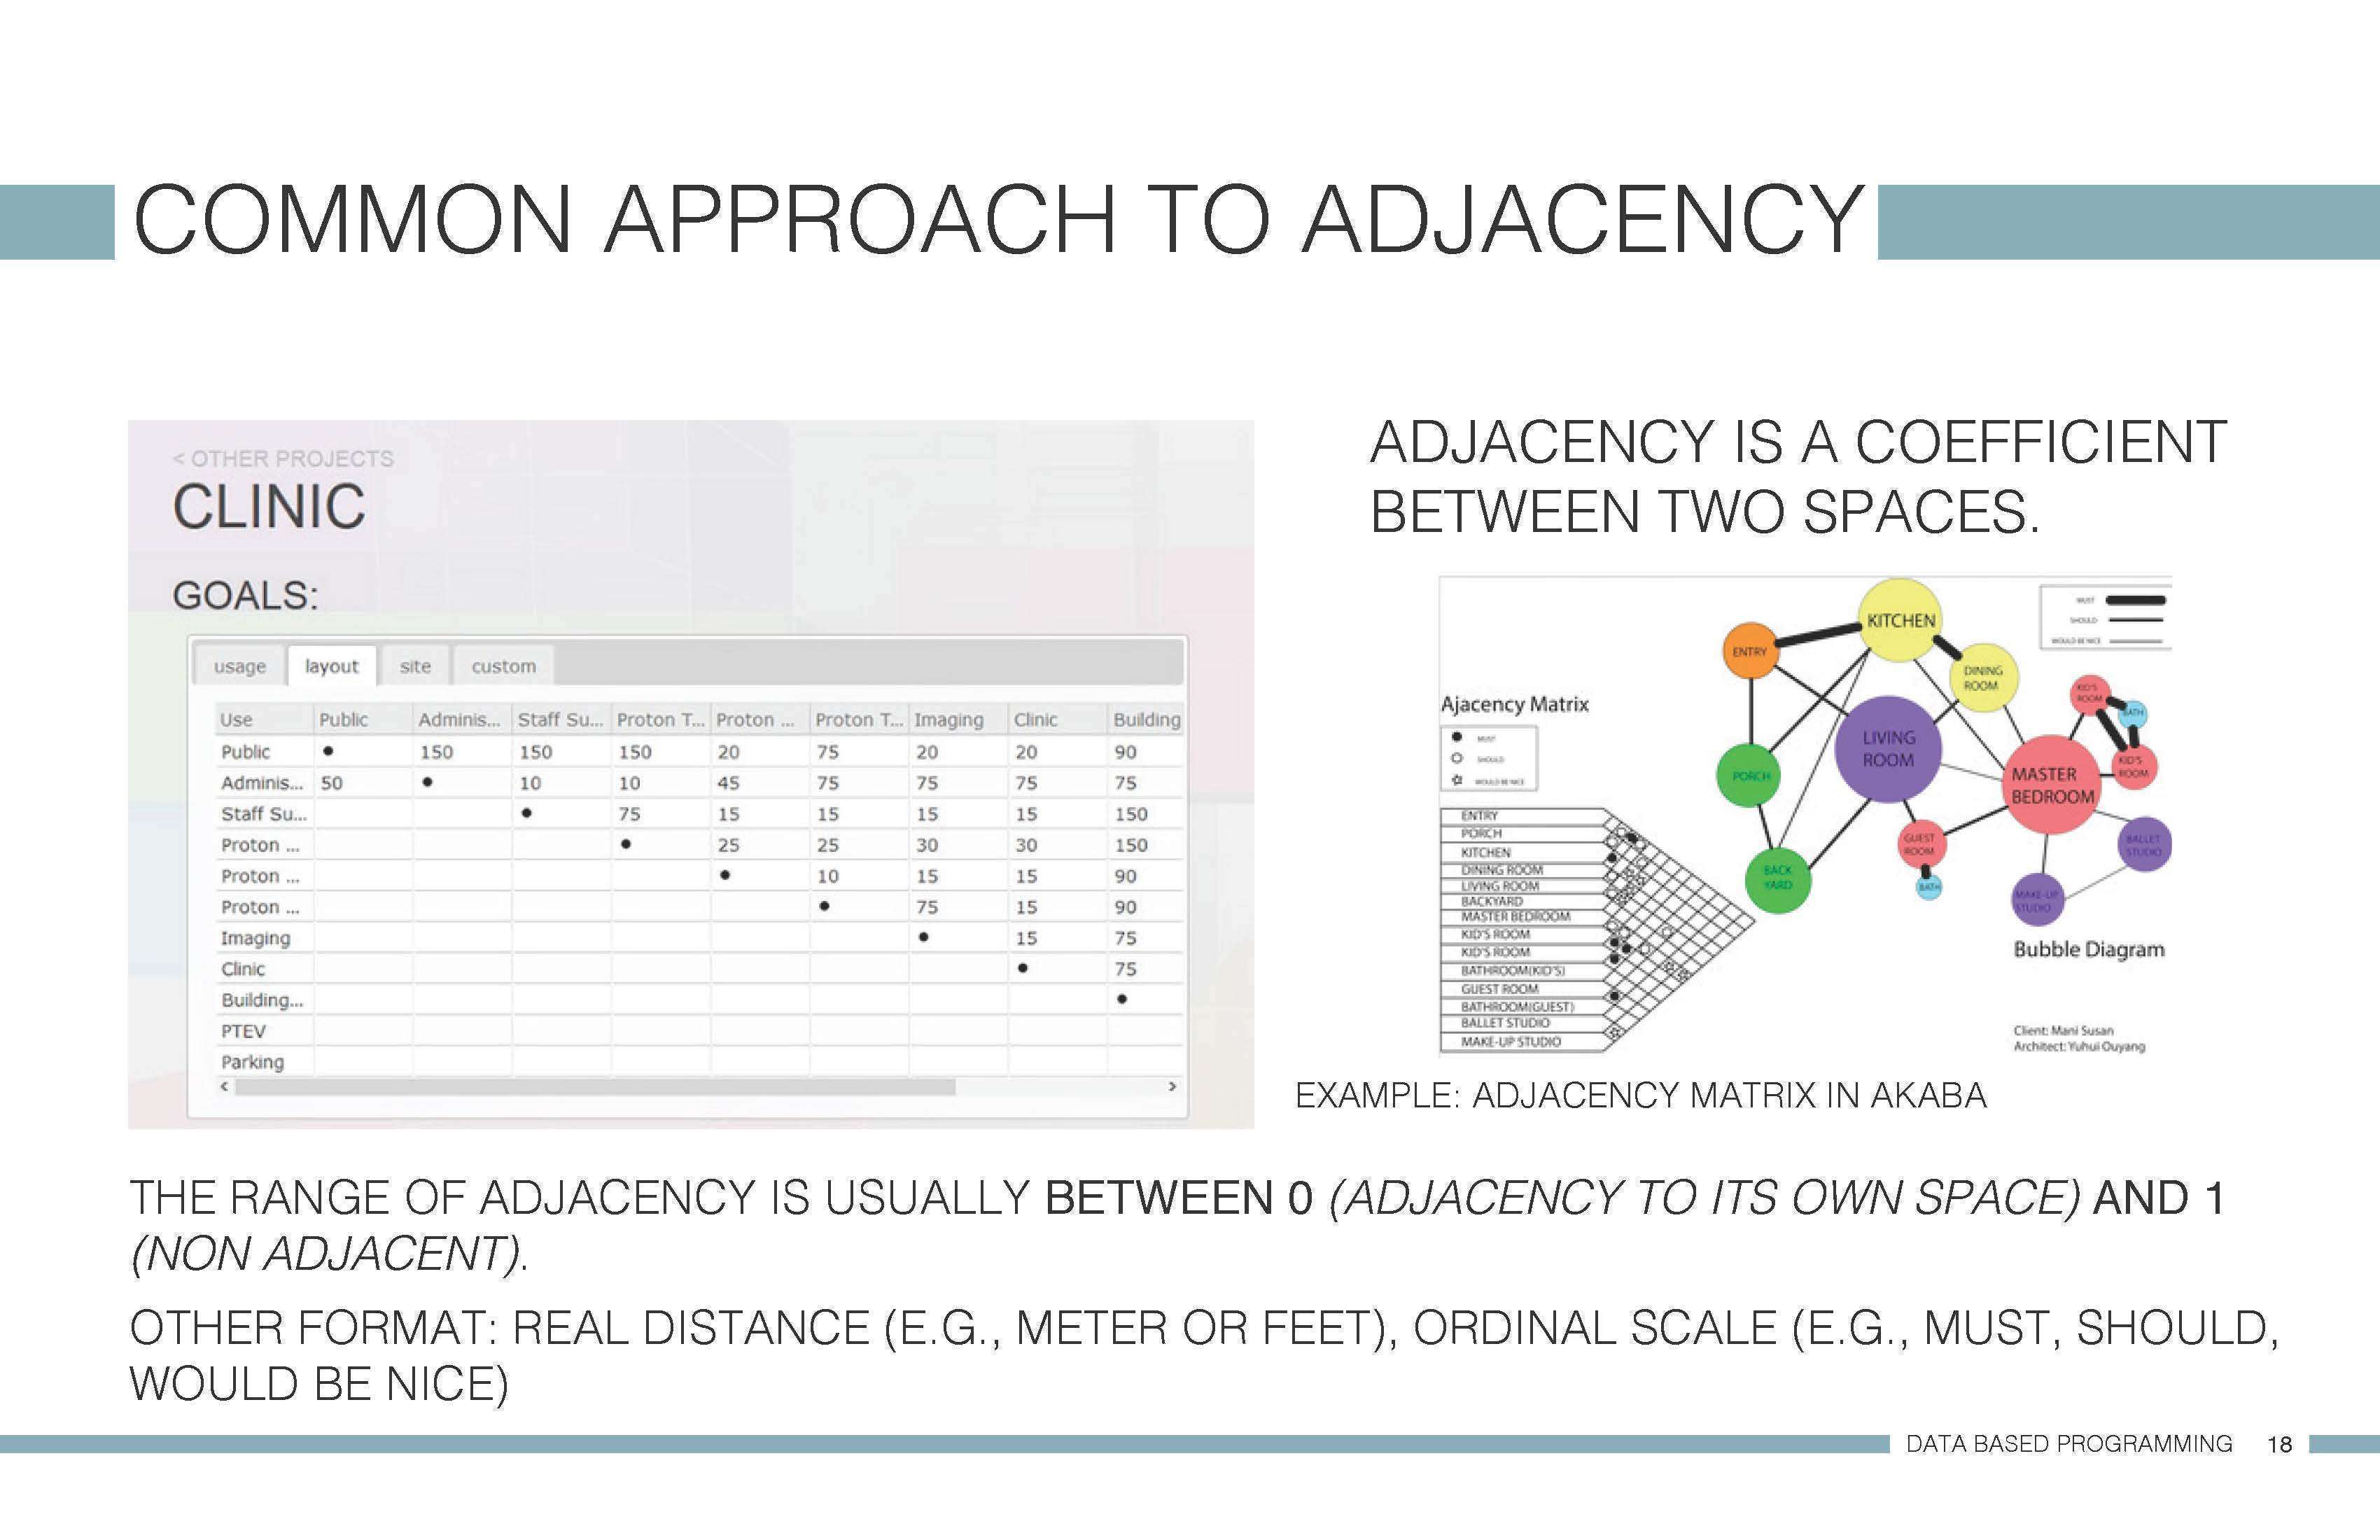 COMMON APPROACH TO ADJACENCY
< OTHER PROJECTS
CLINIC
GOALS:
usage layout site custom
Use Public Adminis... Staff Su... Proton T... Proton ... Proton T... Imaging Clinic Building
Public ● 150 150 150 20 75 20 20 90
Adminis... 50 ● 10 10 45 75 75 75 75
Staff Su... ● 75 15 15 15 15 150
Proton ... ● 25 25 30 30 150
Proton ... ● 10 15 15 90
Proton ... ● 75 15 90
Imaging ● 15 75
Clinic ● 75
Building... ●
PTEV
Parking
< >
ADJACENCY IS A COEFFICIENT
BETWEEN TWO SPACES.
Ajacency Matrix
MUST
SHOULD
WOULD BE NICE
ENTRY
PORCH
KITCHEN
DINING ROOM
LIVING ROOM
BACKYARD
MASTER BEDROOM
KID'S ROOM
KID'S ROOM
BATHROOM(KID'S)
GUEST ROOM
BATHROOM(GUEST)
BALLET STUDIO
MAKE-UP STUDIO
MUST
SHOULD
WOULD BE NICE
KITCHEN
ENTRY
DINING
ROOM
KID'S
ROOM
BATH
LIVING
ROOM
KID'S
ROOM
PORCH
MASTER
BEDROOM
GUEST
ROOM
BALLET
STUDIO
BACK
YARD
BATH
MAKE-UP
STUDIO
Bubble Diagram
Client: Mani Susan
Architect: Yuhui Ouyang
EXAMPLE: ADJACENCY MATRIX IN AKABA
THE RANGE OF ADJACENCY IS USUALLY BETWEEN 0 (ADJACENCY TO ITS OWN SPACE) AND 1
(NON ADJACENT).
OTHER FORMAT: REAL DISTANCE (E.G., METER OR FEET), ORDINAL SCALE (E.G., MUST, SHOULD,
WOULD BE NICE)
DATA BASED PROGRAMMING 18